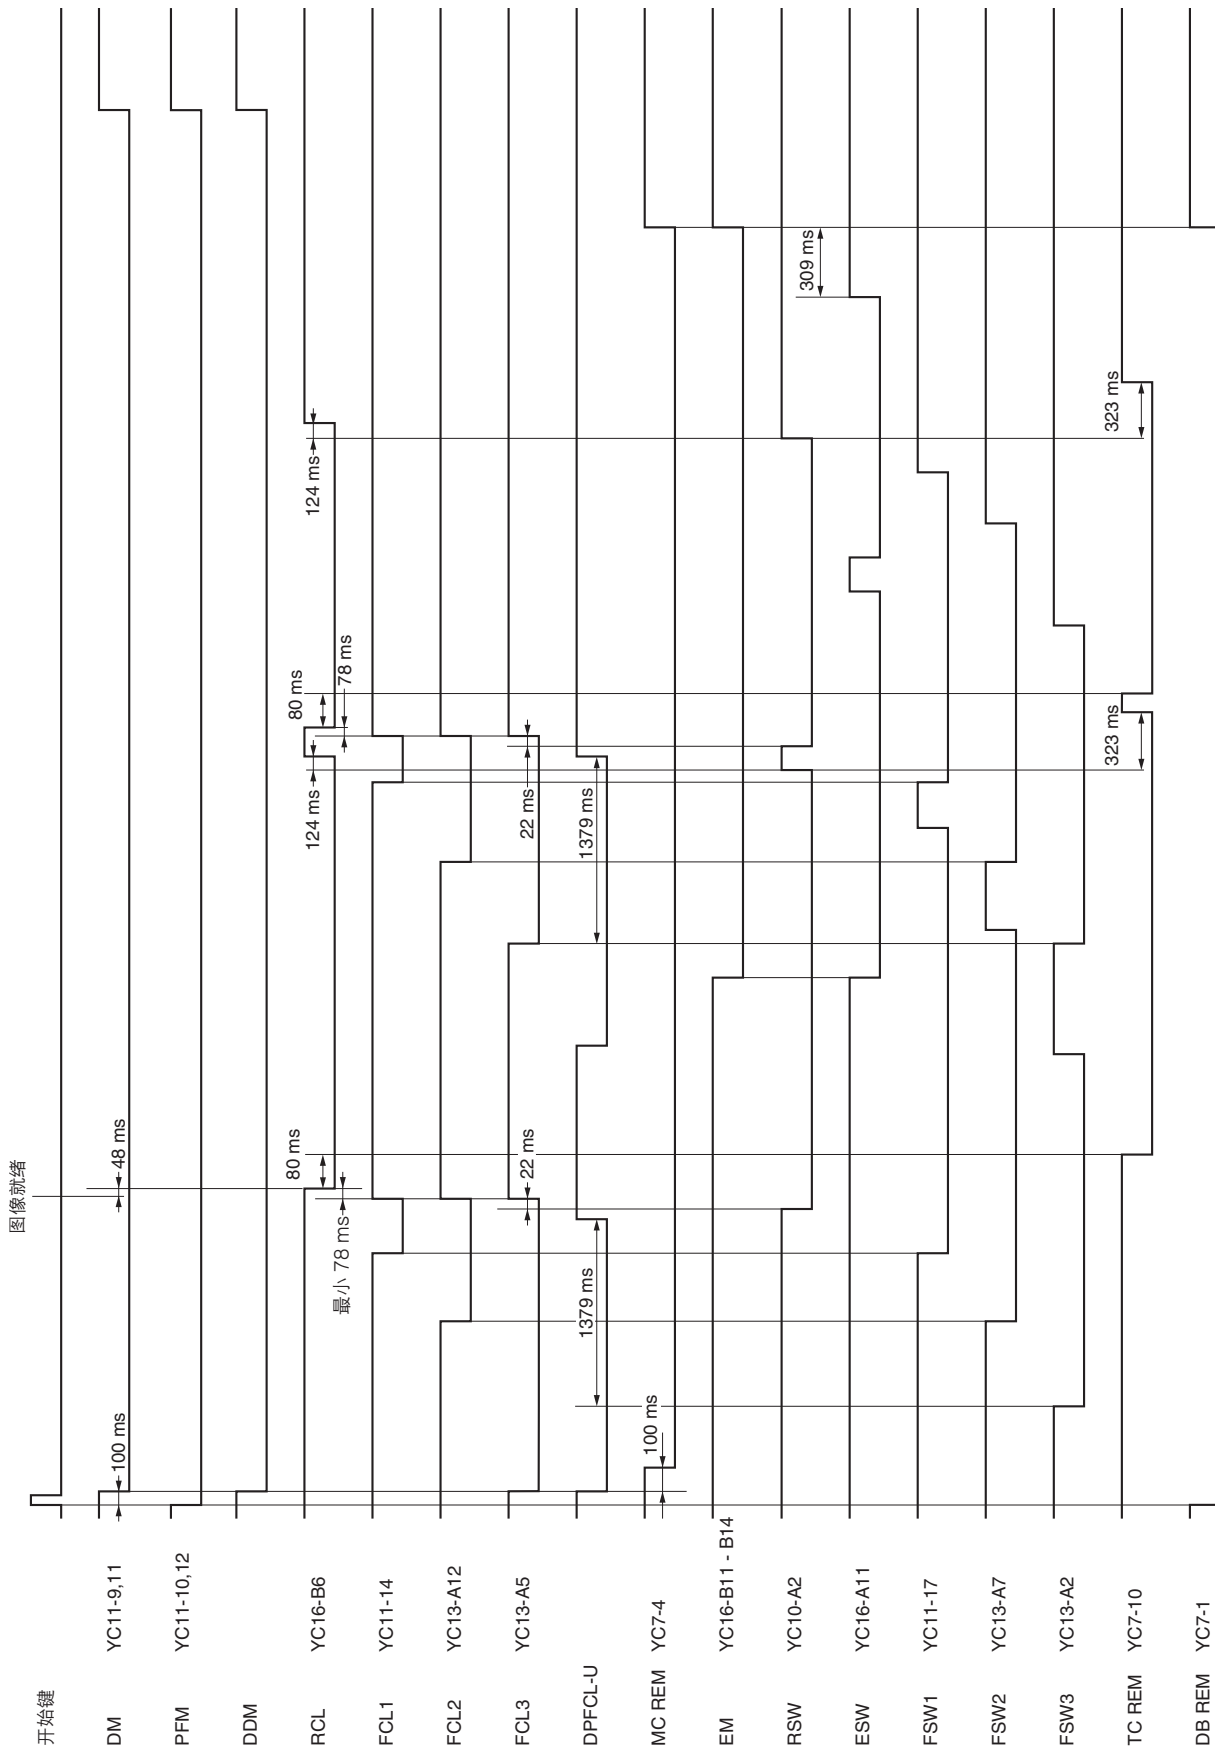 开始键
DM YC11-9,11
PFM YC11-10,12
DDM
RCL YC16-B6
FCL1 YC11-14
FCL2 YC13-A12
FCL3 YC13-A5
DPFCL-U
MC REM YC7-4
EM YC16-B11 - B14
RSW YC10-A2
ESW YC16-A11
FSW1 YC11-17
FSW2 YC13-A7
FSW3 YC13-A2
TC REM YC7-10
DB REM YC7-1
图像就绪
100 ms
48 ms
80 ms
最小 78 ms
124 ms
80 ms
78 ms
124 ms
22 ms
22 ms
1379 ms
1379 ms
100 ms
309 ms
323 ms
323 ms